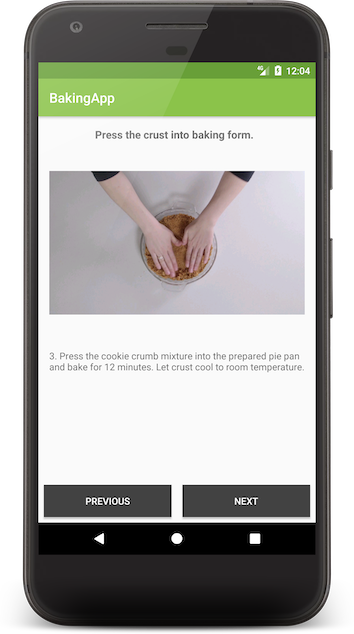 4G 12:04
BakingApp
Press the crust into baking form.
3. Press the cookie crumb mixture into the prepared pie pan
and bake for 12 minutes. Let crust cool to room temperature.
PREVIOUS NEXT